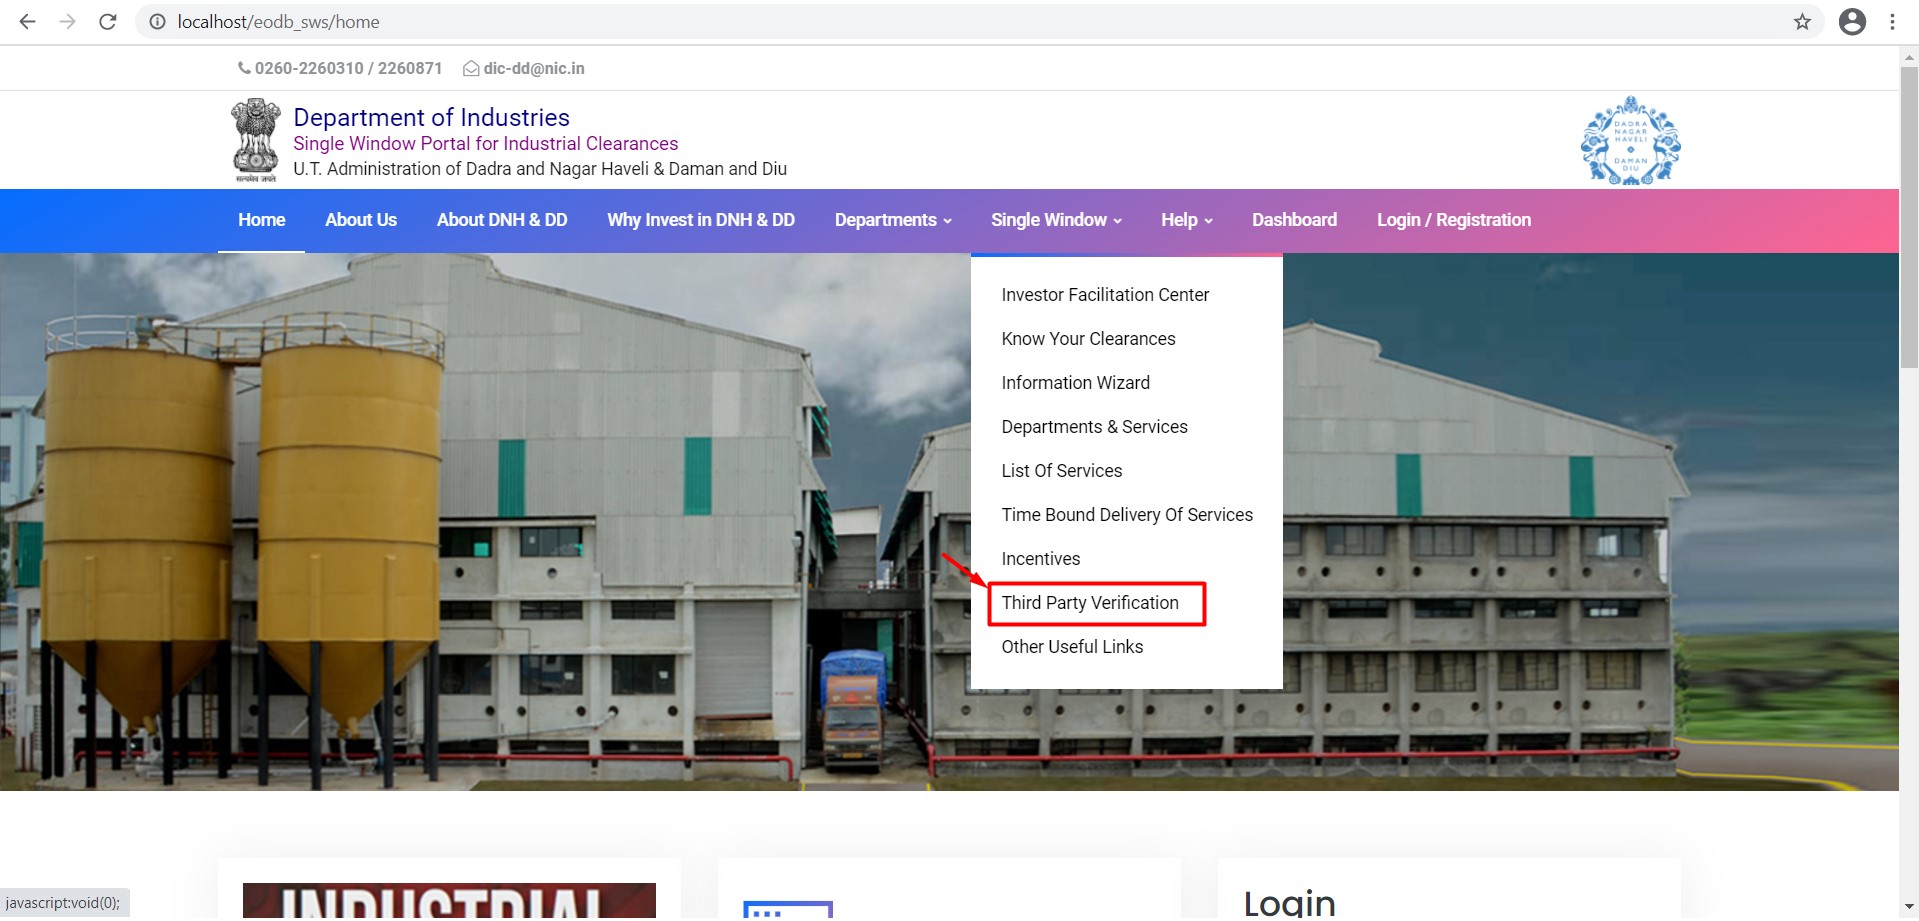 localhost/eodb_sws/home
0260-2260310 / 2260871 dic-dd@nic.in
Department of Industries
Single Window Portal for Industrial Clearances
U.T. Administration of Dadra and Nagar Haveli & Daman and Diu
सत्यमेव जयते
DADRA
NAGAR
HAVELI
DAMAN
DIU
Home About Us About DNH & DD Why Invest in DNH & DD Departments Single Window Help Dashboard Login / Registration
Investor Facilitation Center
Know Your Clearances
Information Wizard
Departments & Services
List Of Services
Time Bound Delivery Of Services
Incentives
Third Party Verification
Other Useful Links
INDUSTRIAL
Login
javascript:void(0);